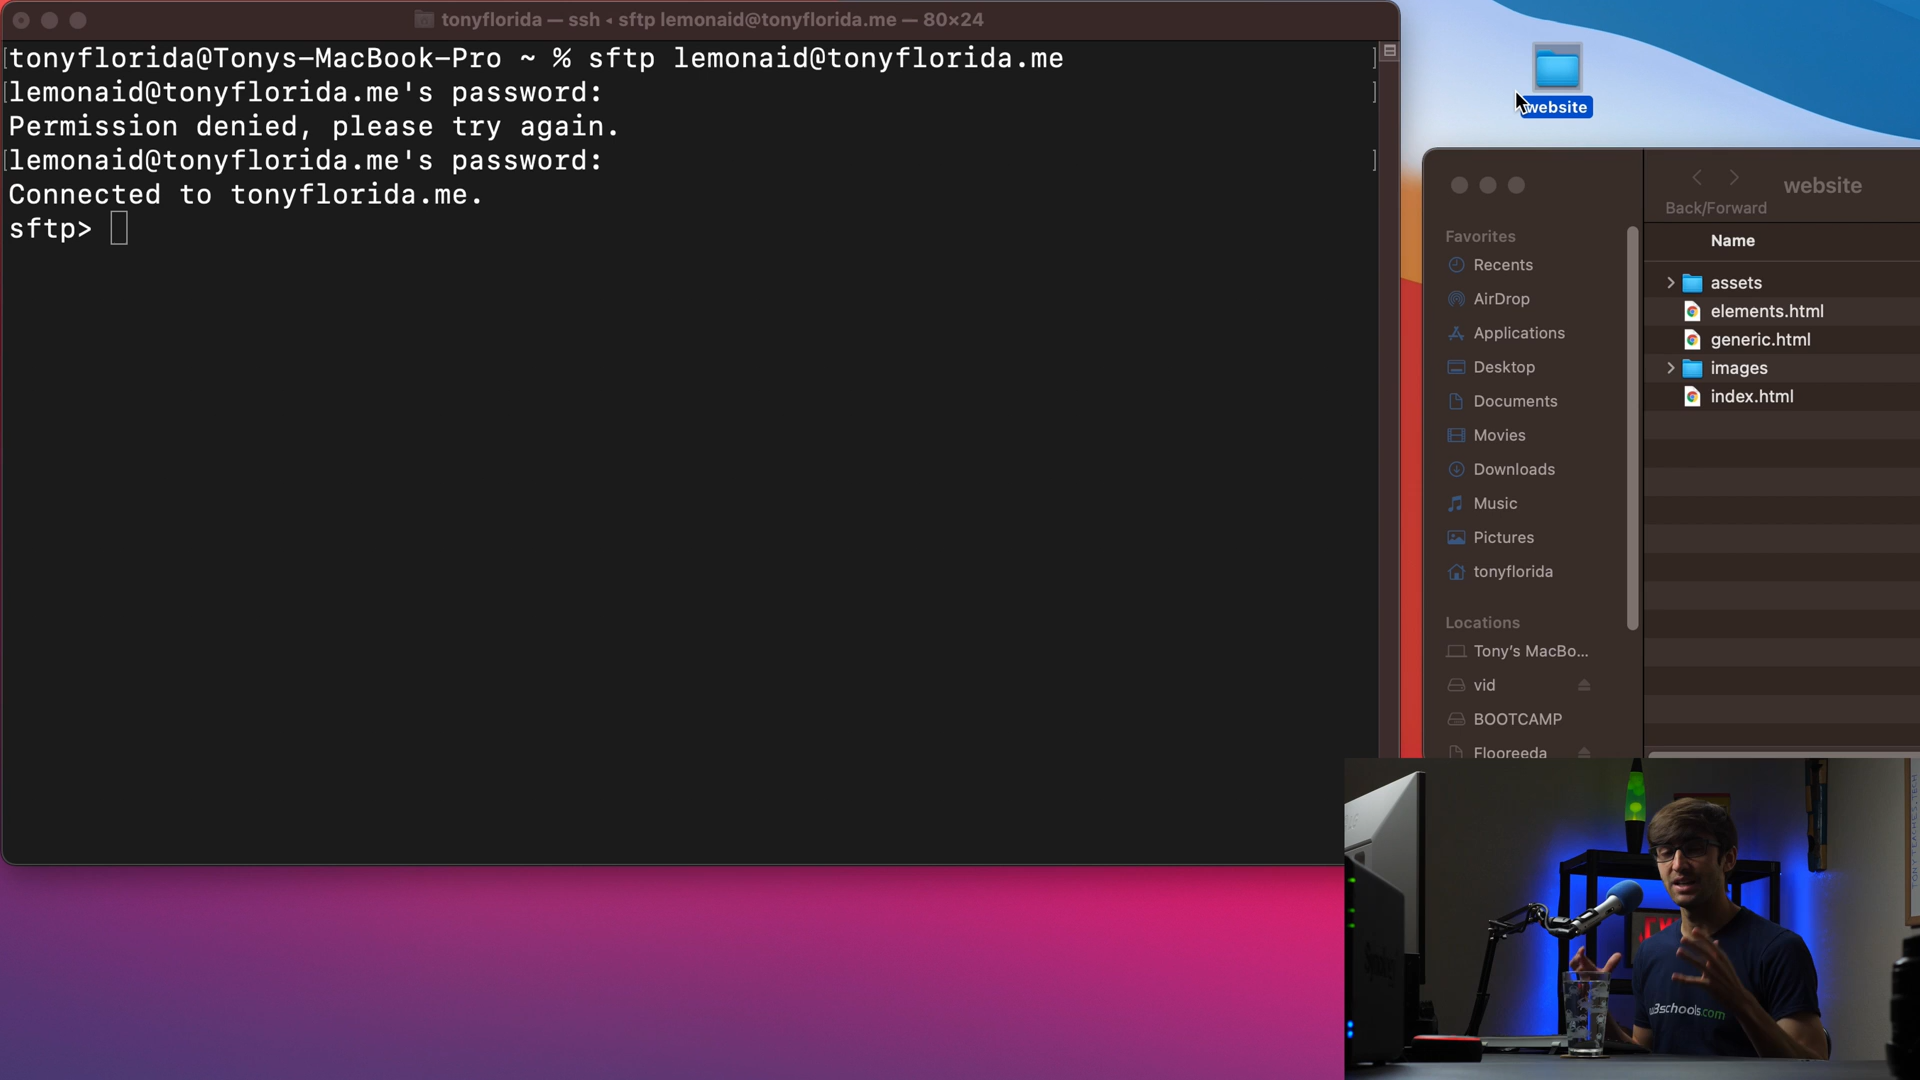 tonyflorida — ssh ◂ sftp lemonaid@tonyflorida.me — 80×24
[tonyflorida@Tonys-MacBook-Pro ~ % sftp lemonaid@tonyflorida.me ]
[lemonaid@tonyflorida.me's password: ]
Permission denied, please try again.
[lemonaid@tonyflorida.me's password: ]
Connected to tonyflorida.me.
sftp>
website
website
Back/Forward
Name
Favorites
Recents
AirDrop
Applications
Desktop
Documents
Movies
Downloads
Music
Pictures
tonyflorida
Locations
Tony's MacBo...
vid
BOOTCAMP
Flooreeda
assets
elements.html
generic.html
images
index.html
w3schools.com